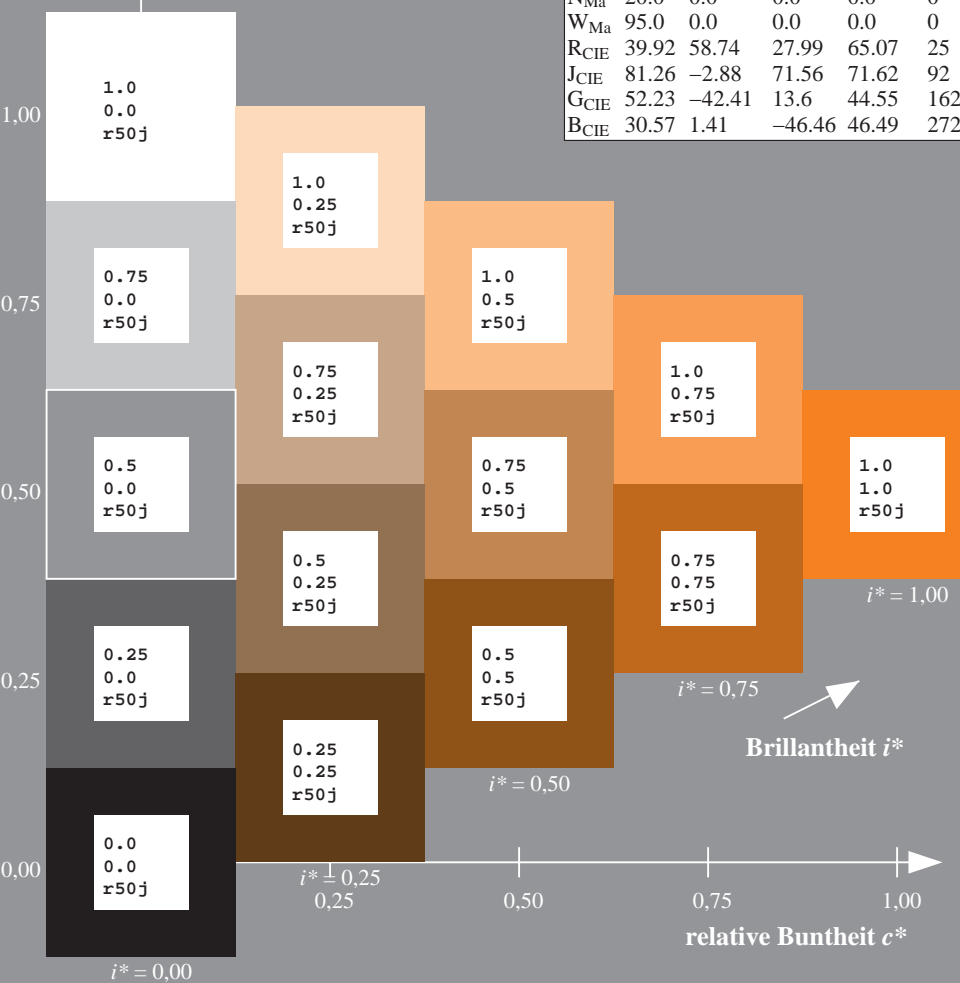 W_Ma 95.0 0.0 0.0 0.0 0
R_CIE 39.92 58.74 27.99 65.07 25
J_CIE 81.26 –2.88 71.56 71.62 92
G_CIE 52.23 –42.41 13.6 44.55 162
B_CIE 30.57 1.41 –46.46 46.49 272
1.0
0.0
r50j
1,00
1.0
0.25
r50j
0.75
0.0
r50j
1.0
0.5
r50j
0,75
0.75
0.25
r50j
1.0
0.75
r50j
0.5
0.0
r50j
0.75
0.5
r50j
1.0
1.0
r50j
0,50
0.5
0.25
r50j
0.75
0.75
r50j
i* = 1,00
0.25
0.0
r50j
0.5
0.5
r50j
0,25
i* = 0,75
0.25
0.25
r50j
Brillantheit i*
i* = 0,50
0.0
0.0
r50j
0,00
i* = 0,25
0,25 0,50 0,75 1,00
relative Buntheit c*
i* = 0,00